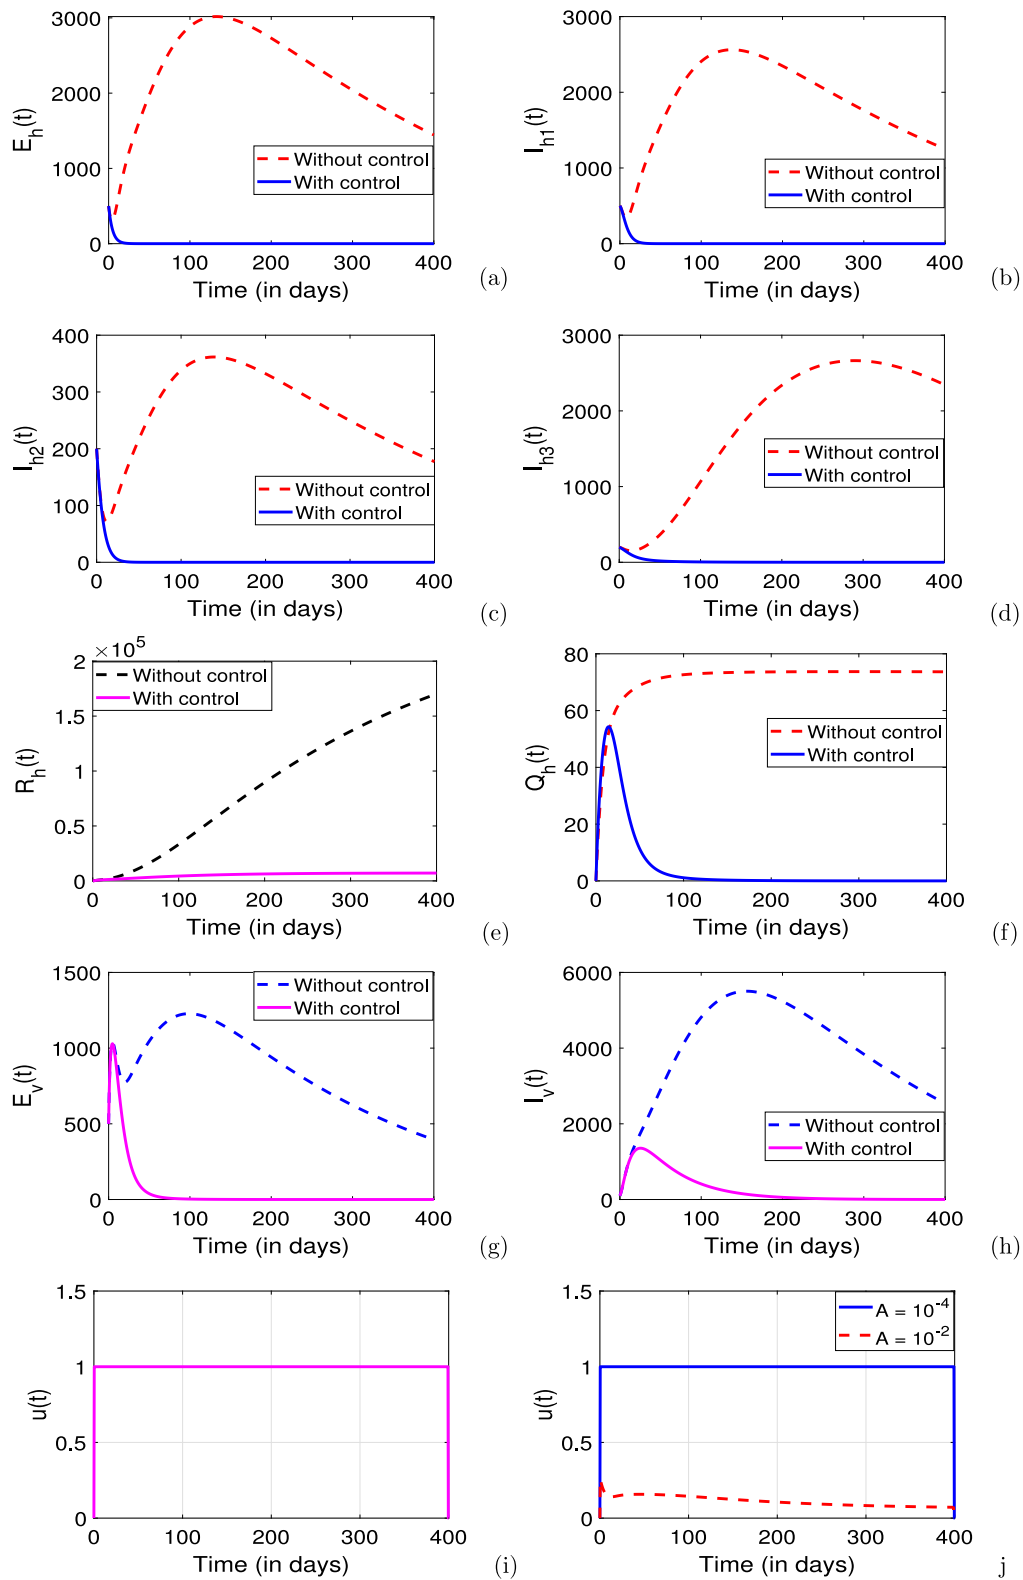 3000
2000
1000
0
E_h(t)
Without control
With control
0 100 200 300 400
Time (in days)
(a)
3000
2000
1000
0
I_h1(t)
Without control
With control
0 100 200 300 400
Time (in days)
(b)
400
300
200
100
0
I_h2(t)
Without control
With control
0 100 200 300 400
Time (in days)
(c)
3000
2000
1000
0
I_h3(t)
Without control
With control
0 100 200 300 400
Time (in days)
(d)
×10^5
2
1.5
1
0.5
0
R_h(t)
Without control
With control
0 100 200 300 400
Time (in days)
(e)
80
60
40
20
0
Q_h(t)
Without control
With control
0 100 200 300 400
Time (in days)
(f)
1500
1000
500
0
E_v(t)
Without control
With control
0 100 200 300 400
Time (in days)
(g)
6000
4000
2000
0
I_v(t)
Without control
With control
0 100 200 300 400
Time (in days)
(h)
1.5
1
0.5
0
u(t)
0 100 200 300 400
Time (in days)
(i)
1.5
1
0.5
0
u(t)
A = 10^-4
A = 10^-2
0 100 200 300 400
Time (in days)
j